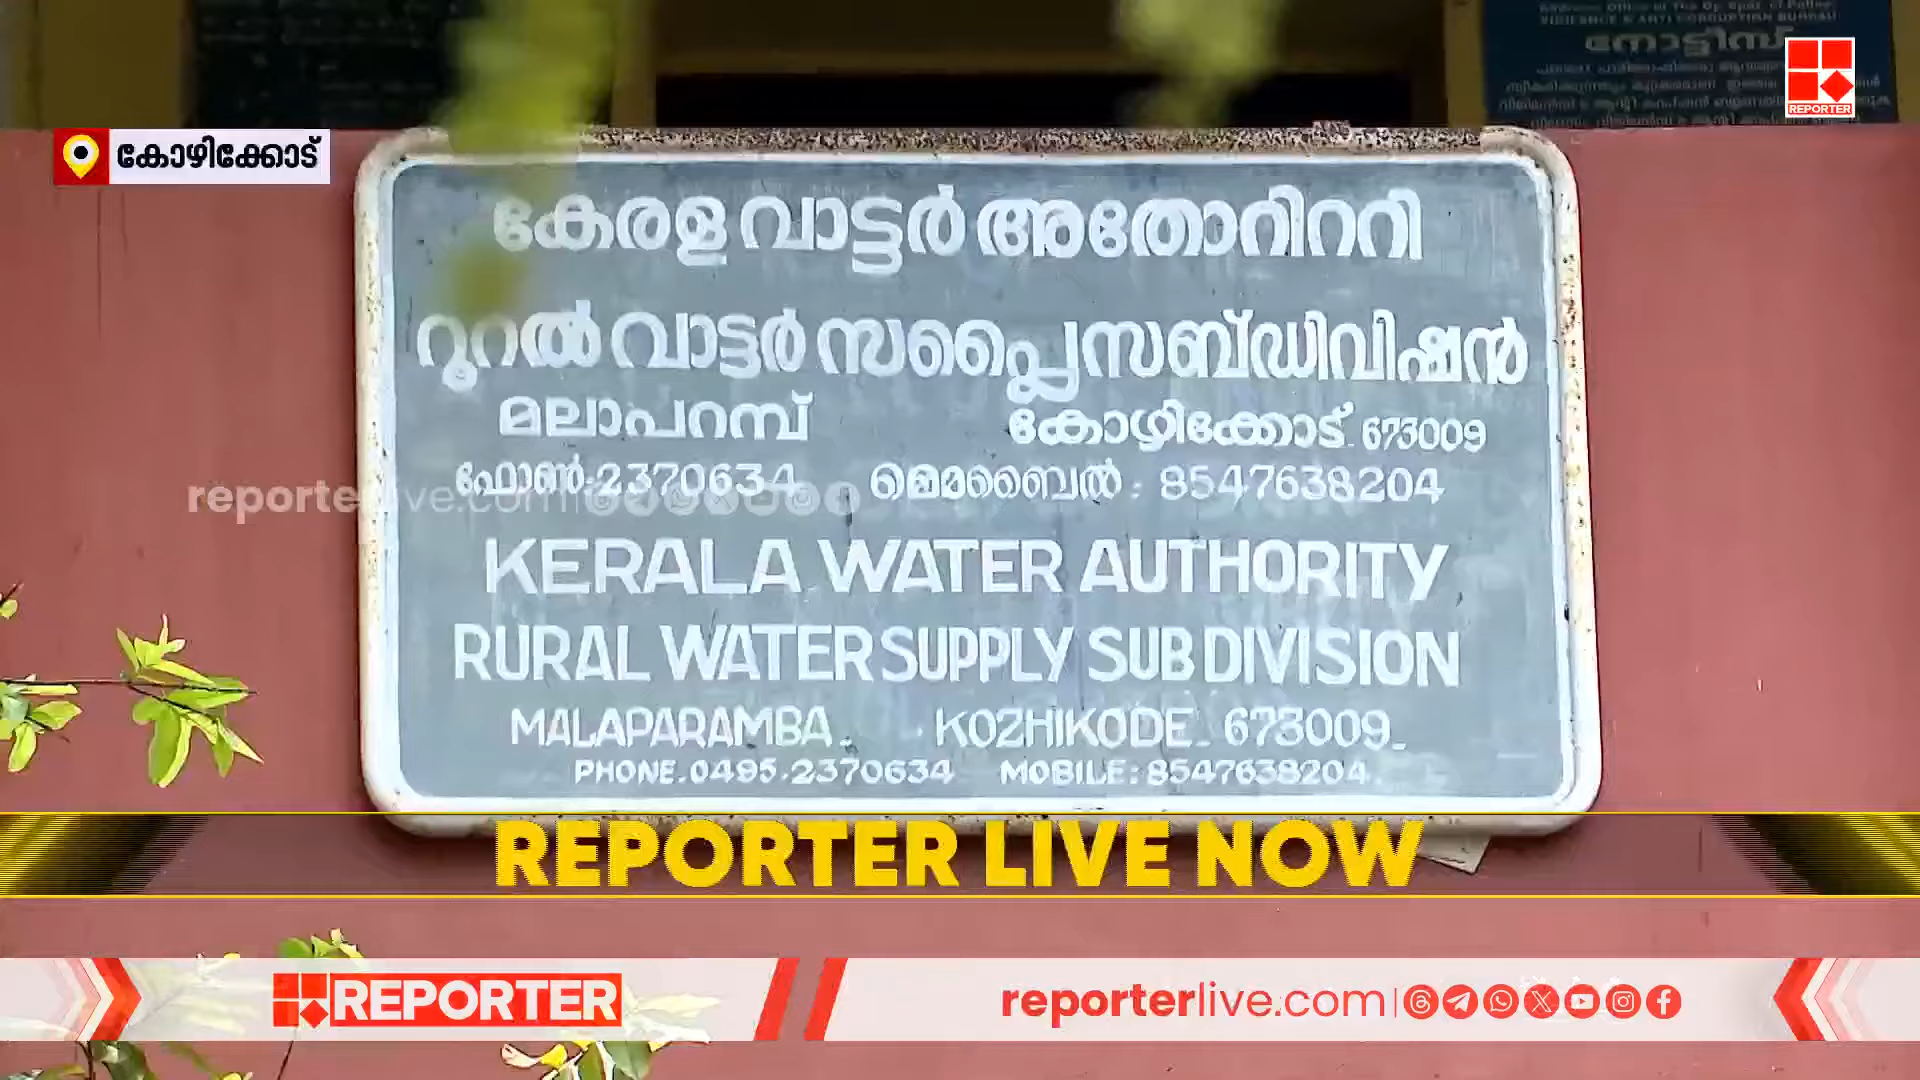 നോട്ടീസ്
REPORTER
കോഴിക്കോട്
കേരള വാട്ടർ അതോറിററി
റൂറൽ വാട്ടർ സപ്ലൈ സബ്ഡിവിഷൻ
മലാപറമ്പ് കോഴിക്കോട്. 673009
ഫോൺ.2370634 മൊബൈൽ : 8547638204
reporterlive.com
KERALA WATER AUTHORITY
RURAL WATER SUPPLY SUB DIVISION
MALAPARAMBA. KOZHIKODE. 673009.
PHONE.0495.2370634 MOBILE:8547638204.
REPORTER LIVE NOW
REPORTER
reporterlive.com